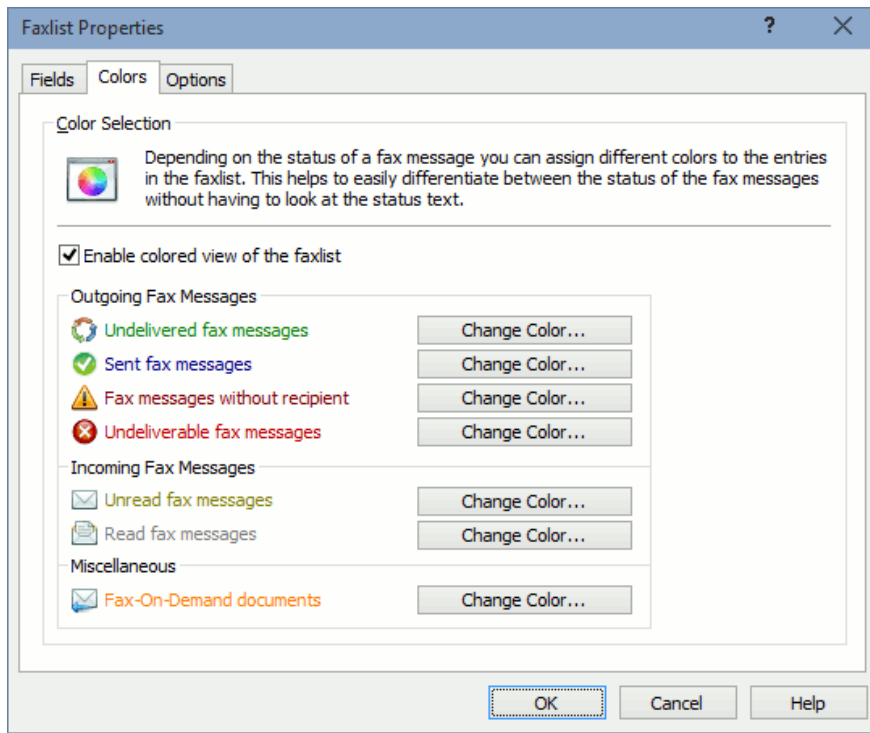 Faxlist Properties
?
Fields Colors Options
Color Selection
Depending on the status of a fax message you can assign different colors to the entries
in the faxlist. This helps to easily differentiate between the status of the fax messages
without having to look at the status text.
Enable colored view of the faxlist
Outgoing Fax Messages
Undelivered fax messages Change Color...
Sent fax messages Change Color...
Fax messages without recipient Change Color...
Undeliverable fax messages Change Color...
Incoming Fax Messages
Unread fax messages Change Color...
Read fax messages Change Color...
Miscellaneous
Fax-On-Demand documents Change Color...
OK Cancel Help